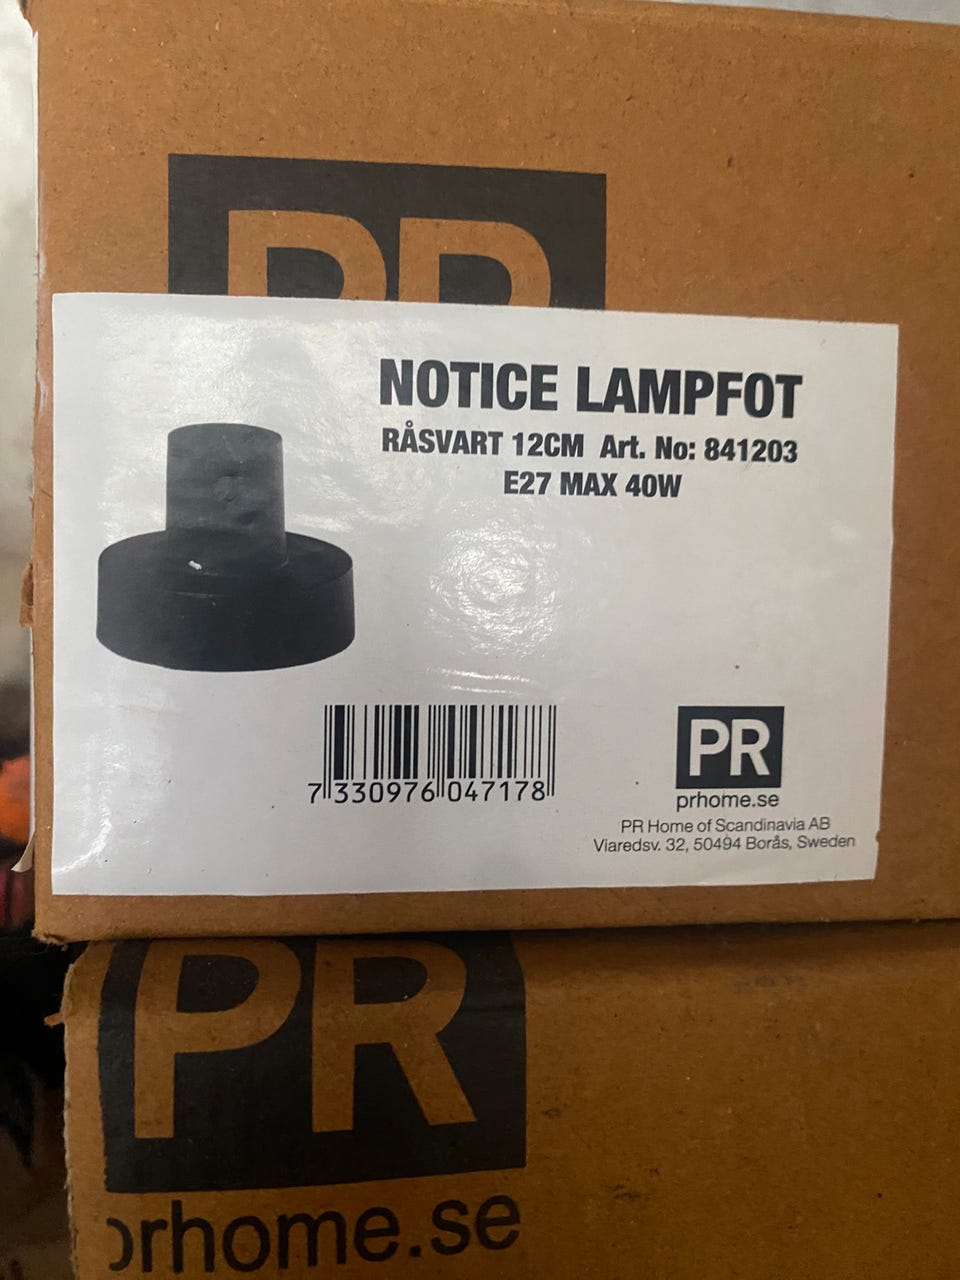 PR
NOTICE LAMPFOT
RÅSVART 12CM Art. No: 841203
E27 MAX 40W
7 330976 047178
PR
prhome.se
PR Home of Scandinavia AB
Viaredsv. 32, 50494 Borås, Sweden
PR
prhome.se